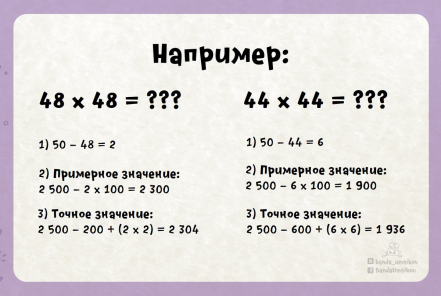 Например:
48 x 48 = ???
1) 50 – 48 = 2
2) Примерное значение:
2 500 – 2 x 100 = 2 300
3) Точное значение:
2 500 – 200 + (2 x 2) = 2 304
44 x 44 = ???
1) 50 – 44 = 6
2) Примерное значение:
2 500 – 6 x 100 = 1 900
3) Точное значение:
2 500 – 600 + (6 x 6) = 1 936